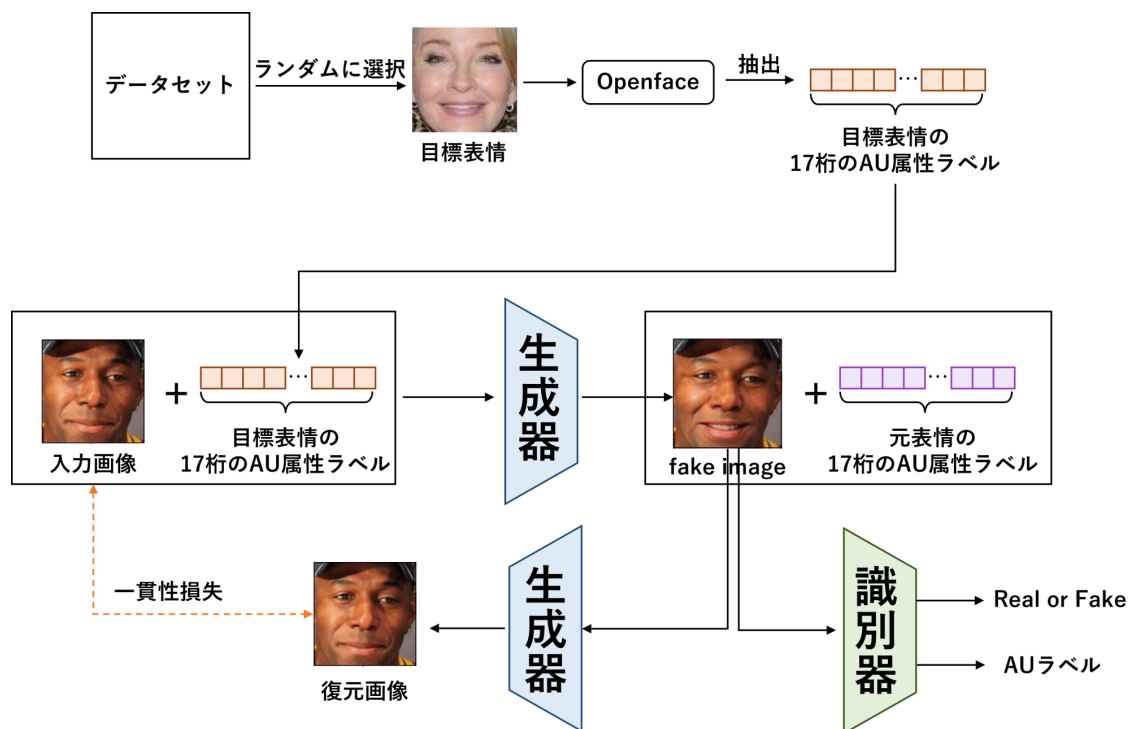 データセット
ランダムに選択
目標表情
Openface
抽出
…
目標表情の
17桁のAU属性ラベル
入力画像
+
…
目標表情の
17桁のAU属性ラベル
生成器
fake image
+
…
元表情の
17桁のAU属性ラベル
一貫性損失
復元画像
生成器
識別器
Real or Fake
AUラベル